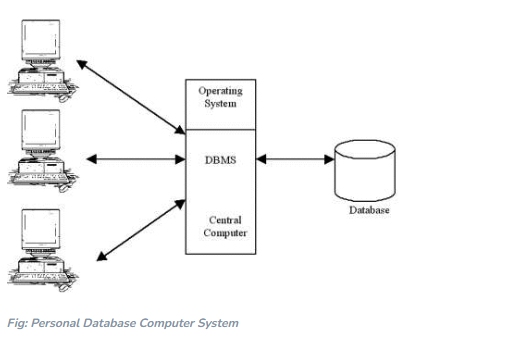 Operating
System
DBMS
Central
Computer
Database
Fig: Personal Database Computer System